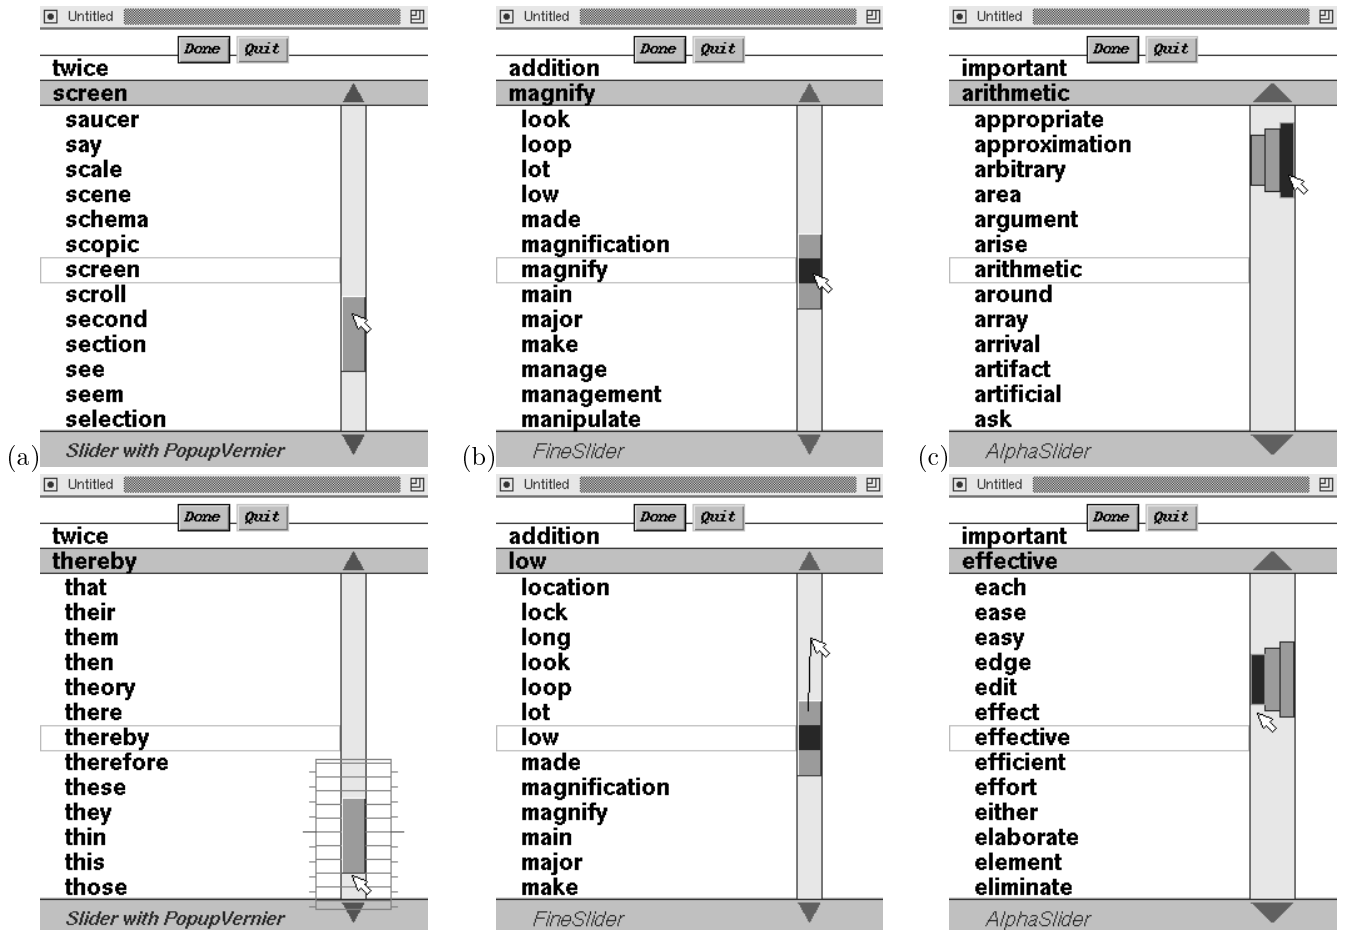 Untitled
Done Quit
twice
screen
saucer
say
scale
scene
schema
scopic
screen
scroll
second
section
see
seem
selection
Slider with PopupVernier
(a)
Untitled
Done Quit
addition
magnify
look
loop
lot
low
made
magnification
magnify
main
major
make
manage
management
manipulate
FineSlider
(b)
Untitled
Done Quit
important
arithmetic
appropriate
approximation
arbitrary
area
argument
arise
arithmetic
around
array
arrival
artifact
artificial
ask
AlphaSlider
(c)
Untitled
Done Quit
twice
thereby
that
their
them
then
theory
there
thereby
therefore
these
they
thin
this
those
Slider with PopupVernier
Untitled
Done Quit
addition
low
location
lock
long
look
loop
lot
low
made
magnification
magnify
main
major
make
FineSlider
Untitled
Done Quit
important
effective
each
ease
easy
edge
edit
effect
effective
efficient
effort
either
elaborate
element
eliminate
AlphaSlider